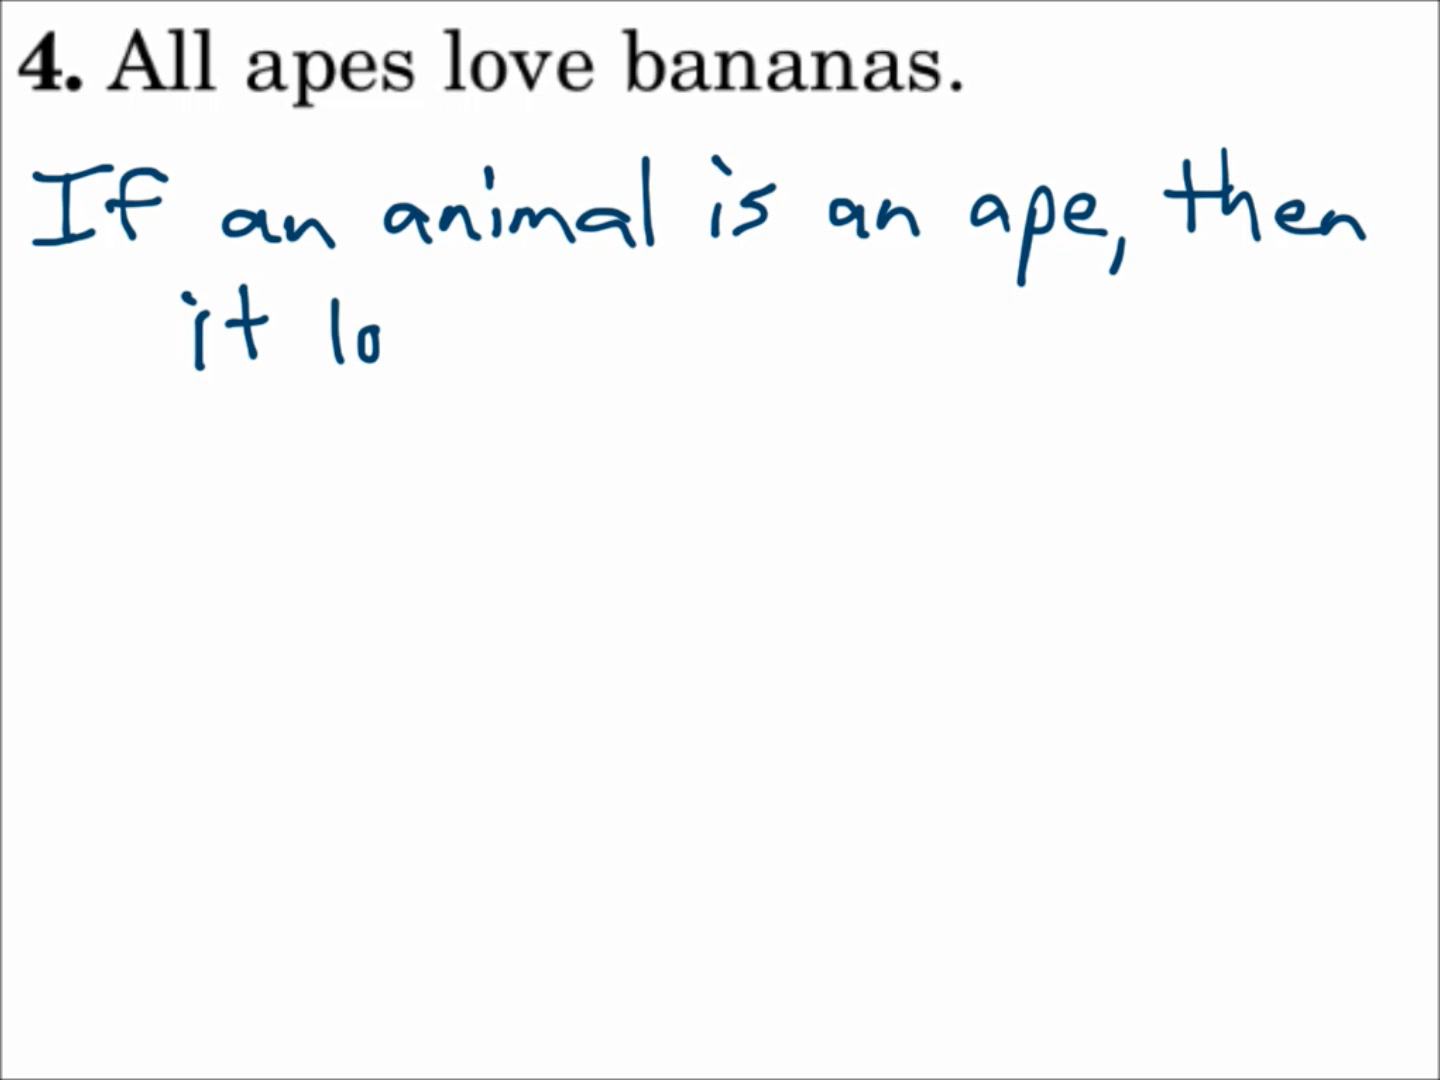 4. All apes love bananas.
If an animal is an ape, then
it lo